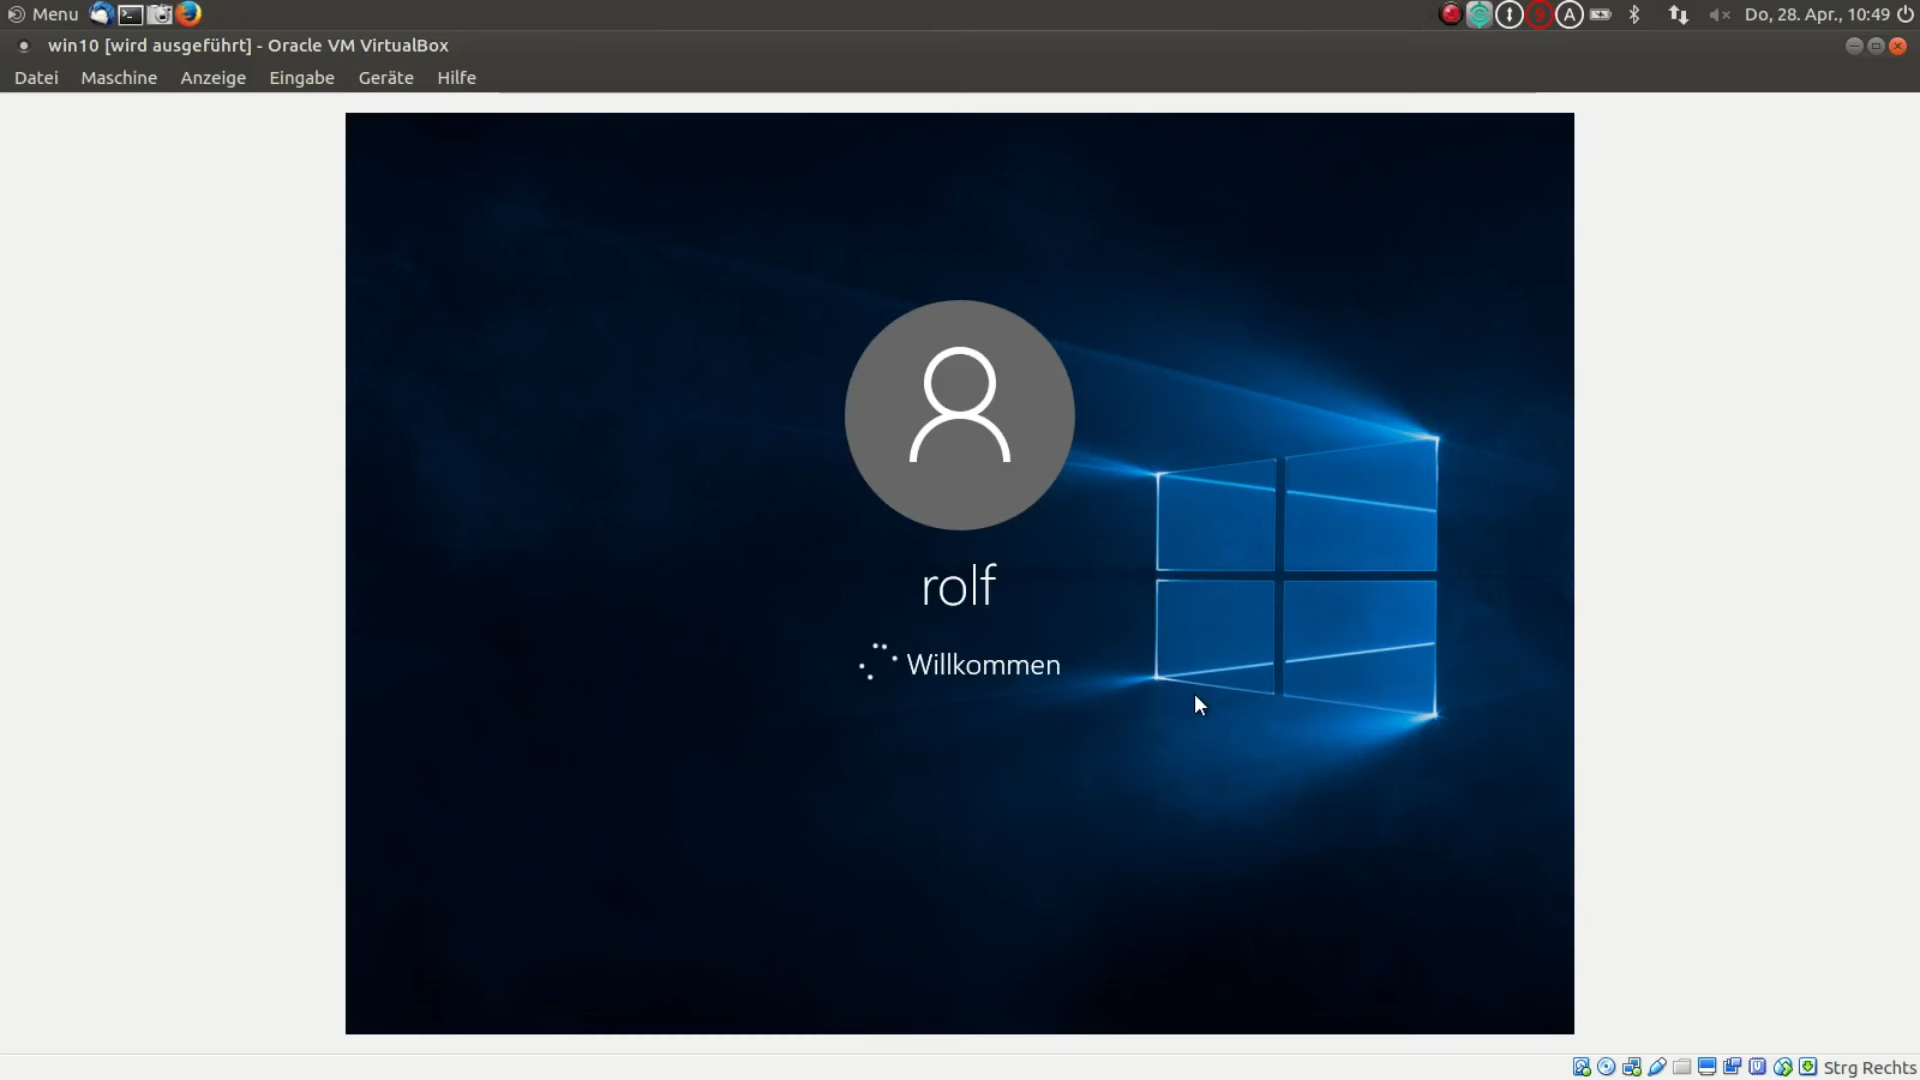 Menu
Do, 28. Apr., 10:49
win10 [wird ausgeführt] - Oracle VM VirtualBox
Datei Maschine Anzeige Eingabe Geräte Hilfe
rolf
Willkommen
Strg Rechts